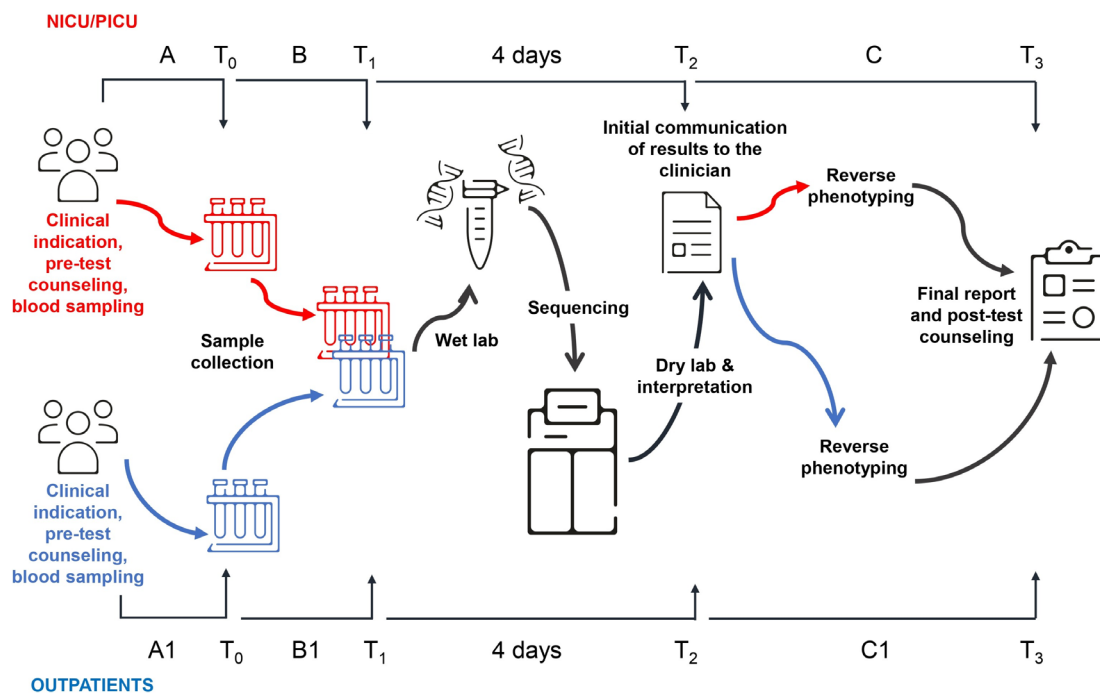 NICU/PICU
A T₀ B T₁ 4 days T₂ C T₃
Initial communication
of results to the
clinician
Clinical
indication,
pre-test
counseling,
blood sampling
Reverse
phenotyping
Sample
collection
Wet lab
Sequencing
Final report
and post-test
counseling
Dry lab &
interpretation
Reverse
phenotyping
Clinical
indication,
pre-test
counseling,
blood sampling
A1 T₀ B1 T₁ 4 days T₂ C1 T₃
OUTPATIENTS